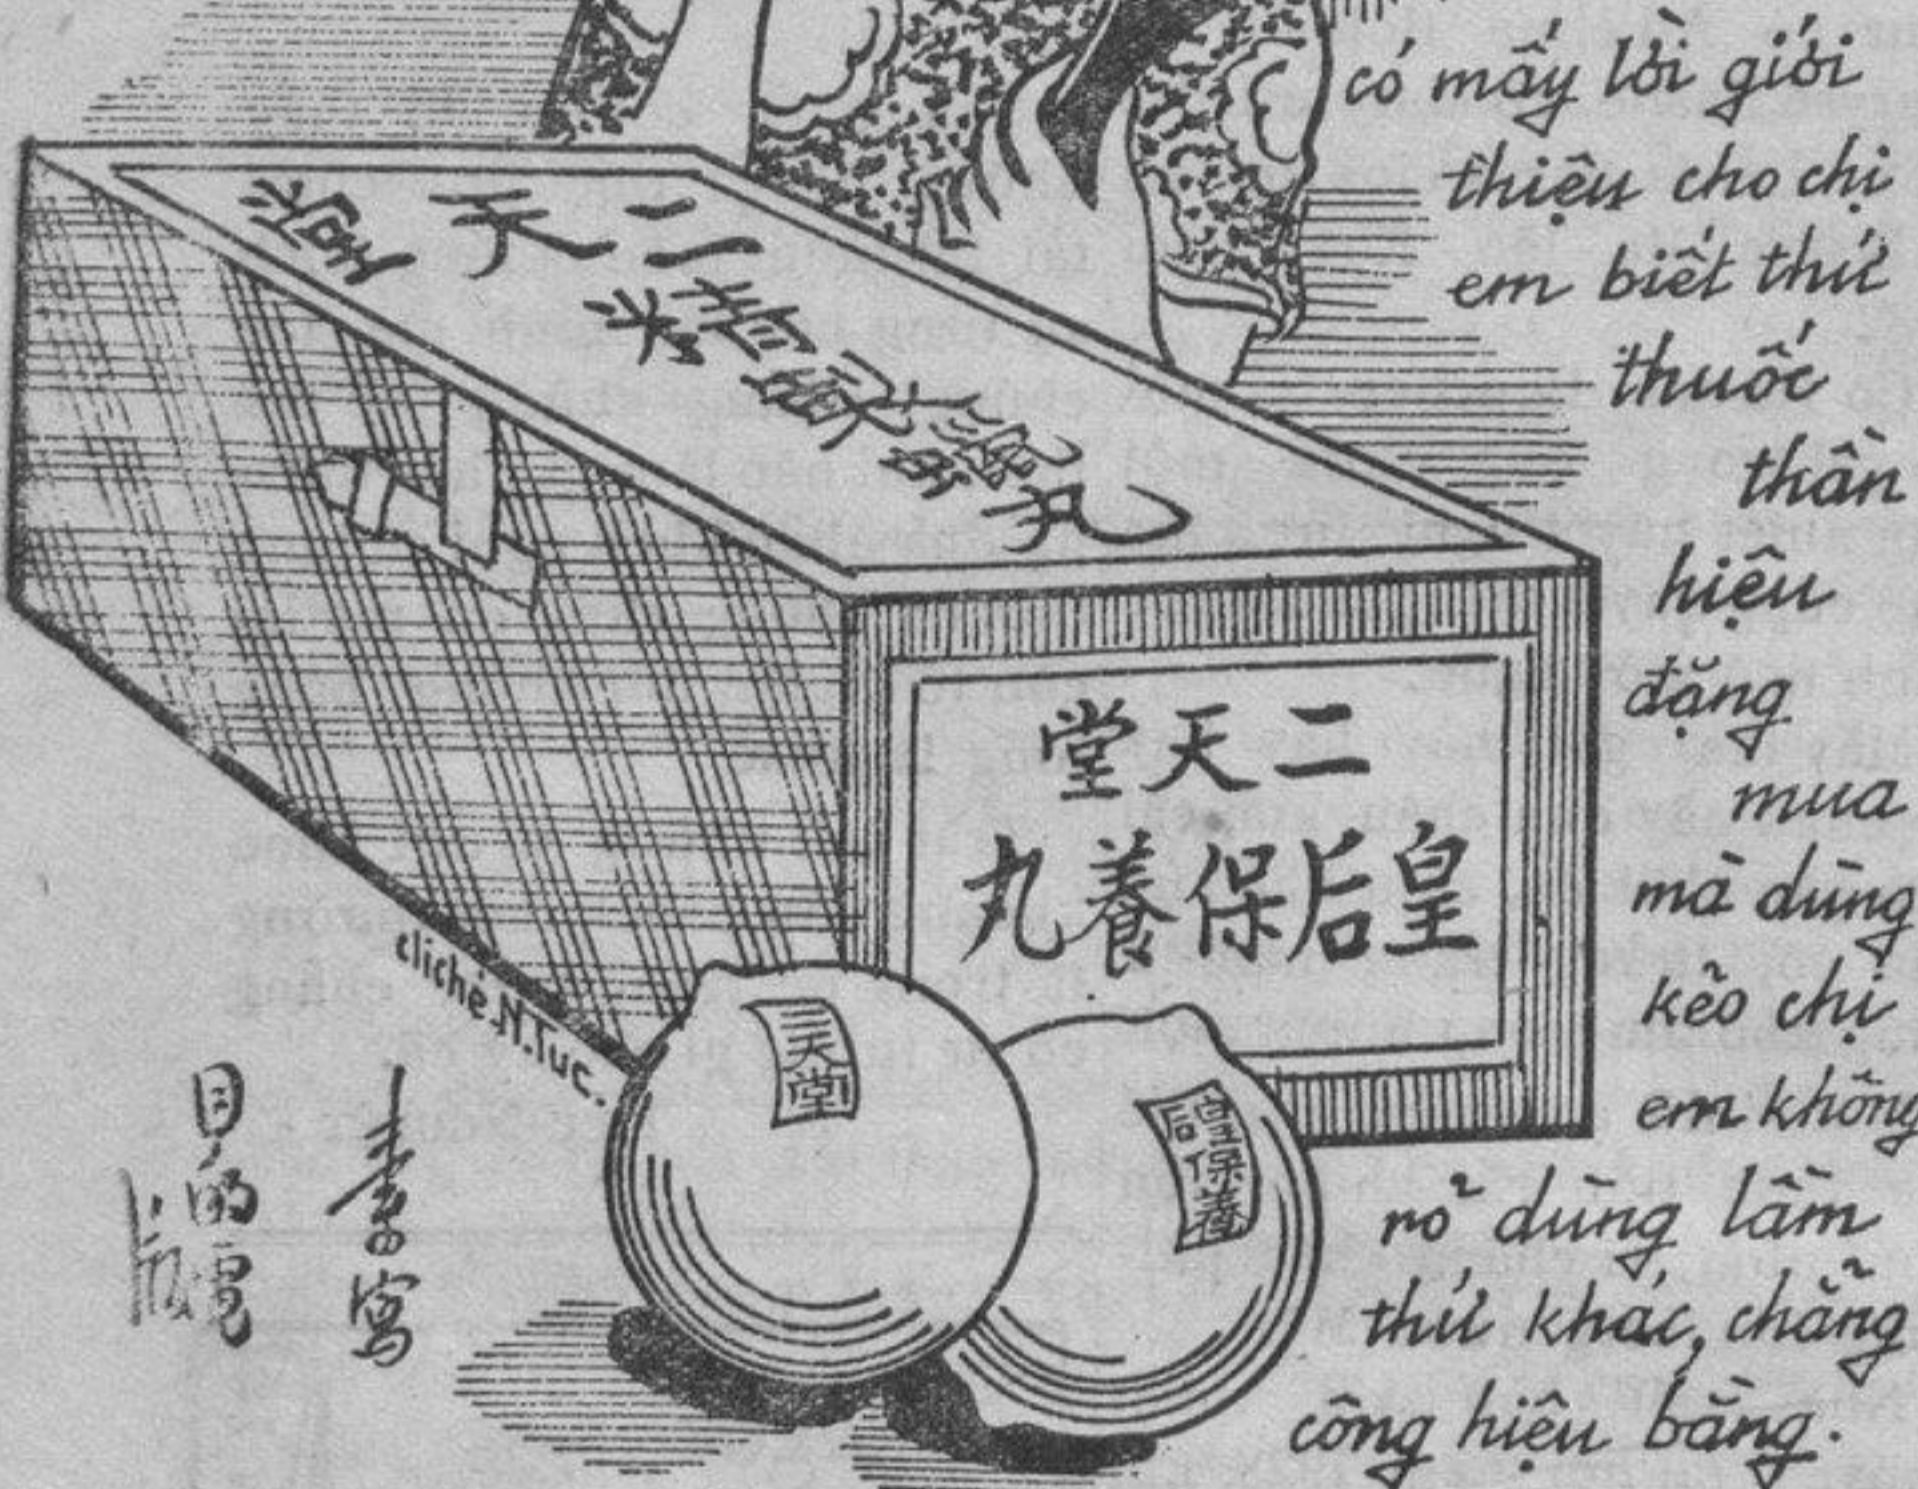 có mấy lời giới
thiệu cho chị
em biết thứ
thuốc
thần
hiệu
đặng
mua
mà dùng
kẻo chị
em không
rỏ dùng lầm
thứ khác, chẳng
công hiệu bằng.
二天堂
二天堂
皇后保養丸
cliché.N.Tuc.
二天堂
皇后保養